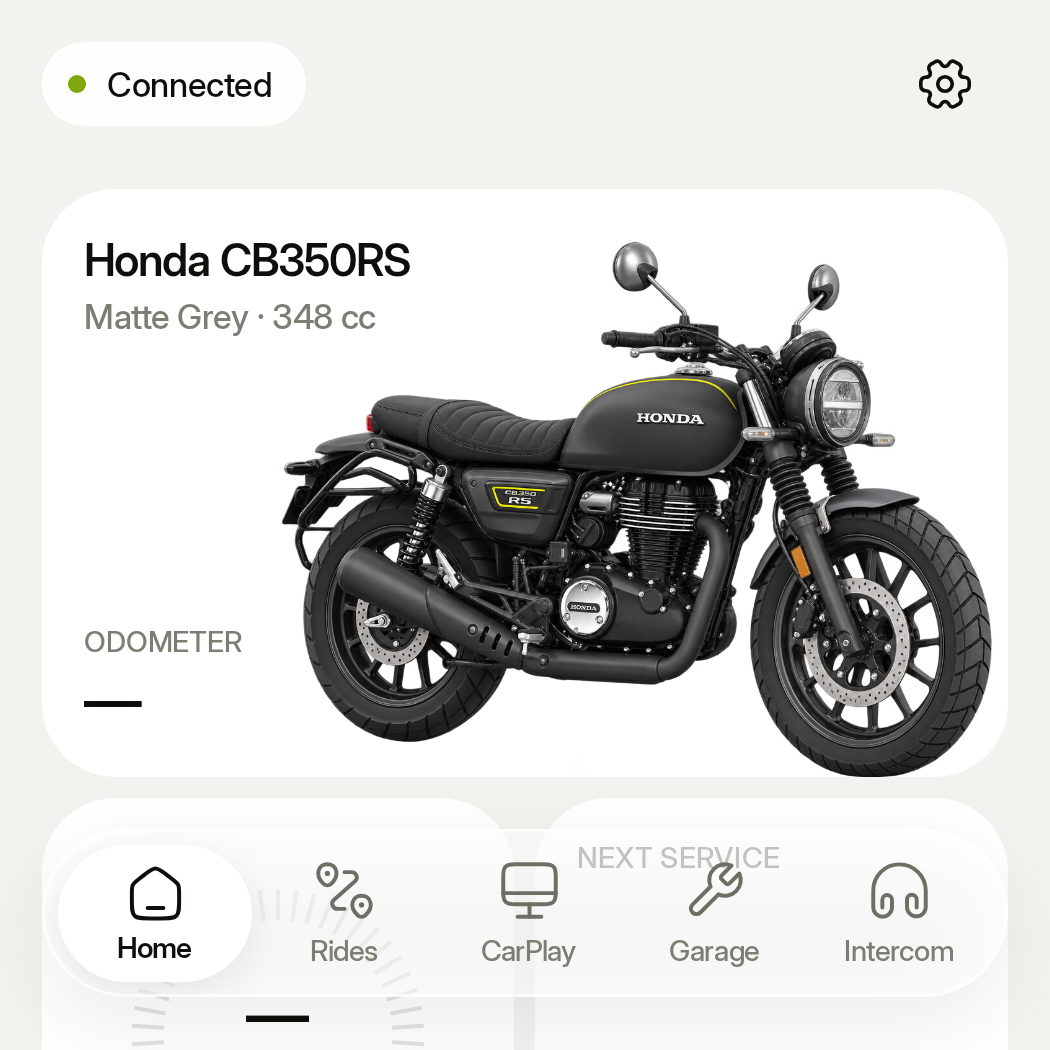 Connected
Honda CB350RS
Matte Grey · 348 cc
HONDA
CB350
RS
HONDA
ODOMETER
—
NEXT SERVICE
—
Home
Rides
CarPlay
Garage
Intercom